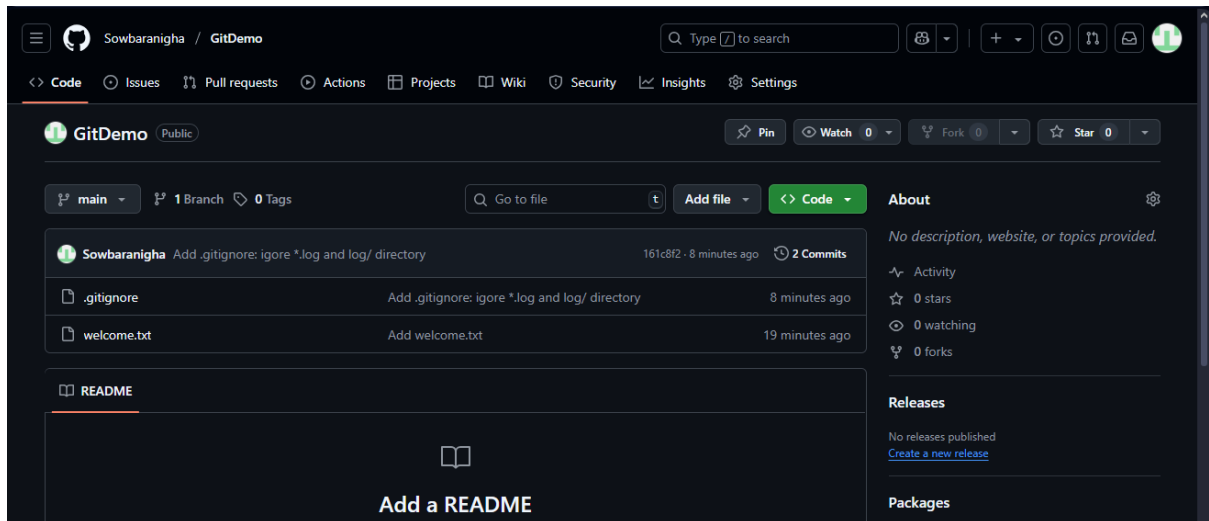 Sowbaranigha / GitDemo
Type / to search
Code Issues Pull requests Actions Projects Wiki Security Insights Settings
GitDemo Public
Pin Watch 0 Fork 0 Star 0
main 1 Branch 0 Tags
Go to file t Add file Code
Sowbaranigha Add .gitignore: igore *.log and log/ directory 161c8f2 · 8 minutes ago 2 Commits
.gitignore Add .gitignore: igore *.log and log/ directory 8 minutes ago
welcome.txt Add welcome.txt 19 minutes ago
README
Add a README
About
No description, website, or topics provided.
Activity
0 stars
0 watching
0 forks
Releases
No releases published
Create a new release
Packages